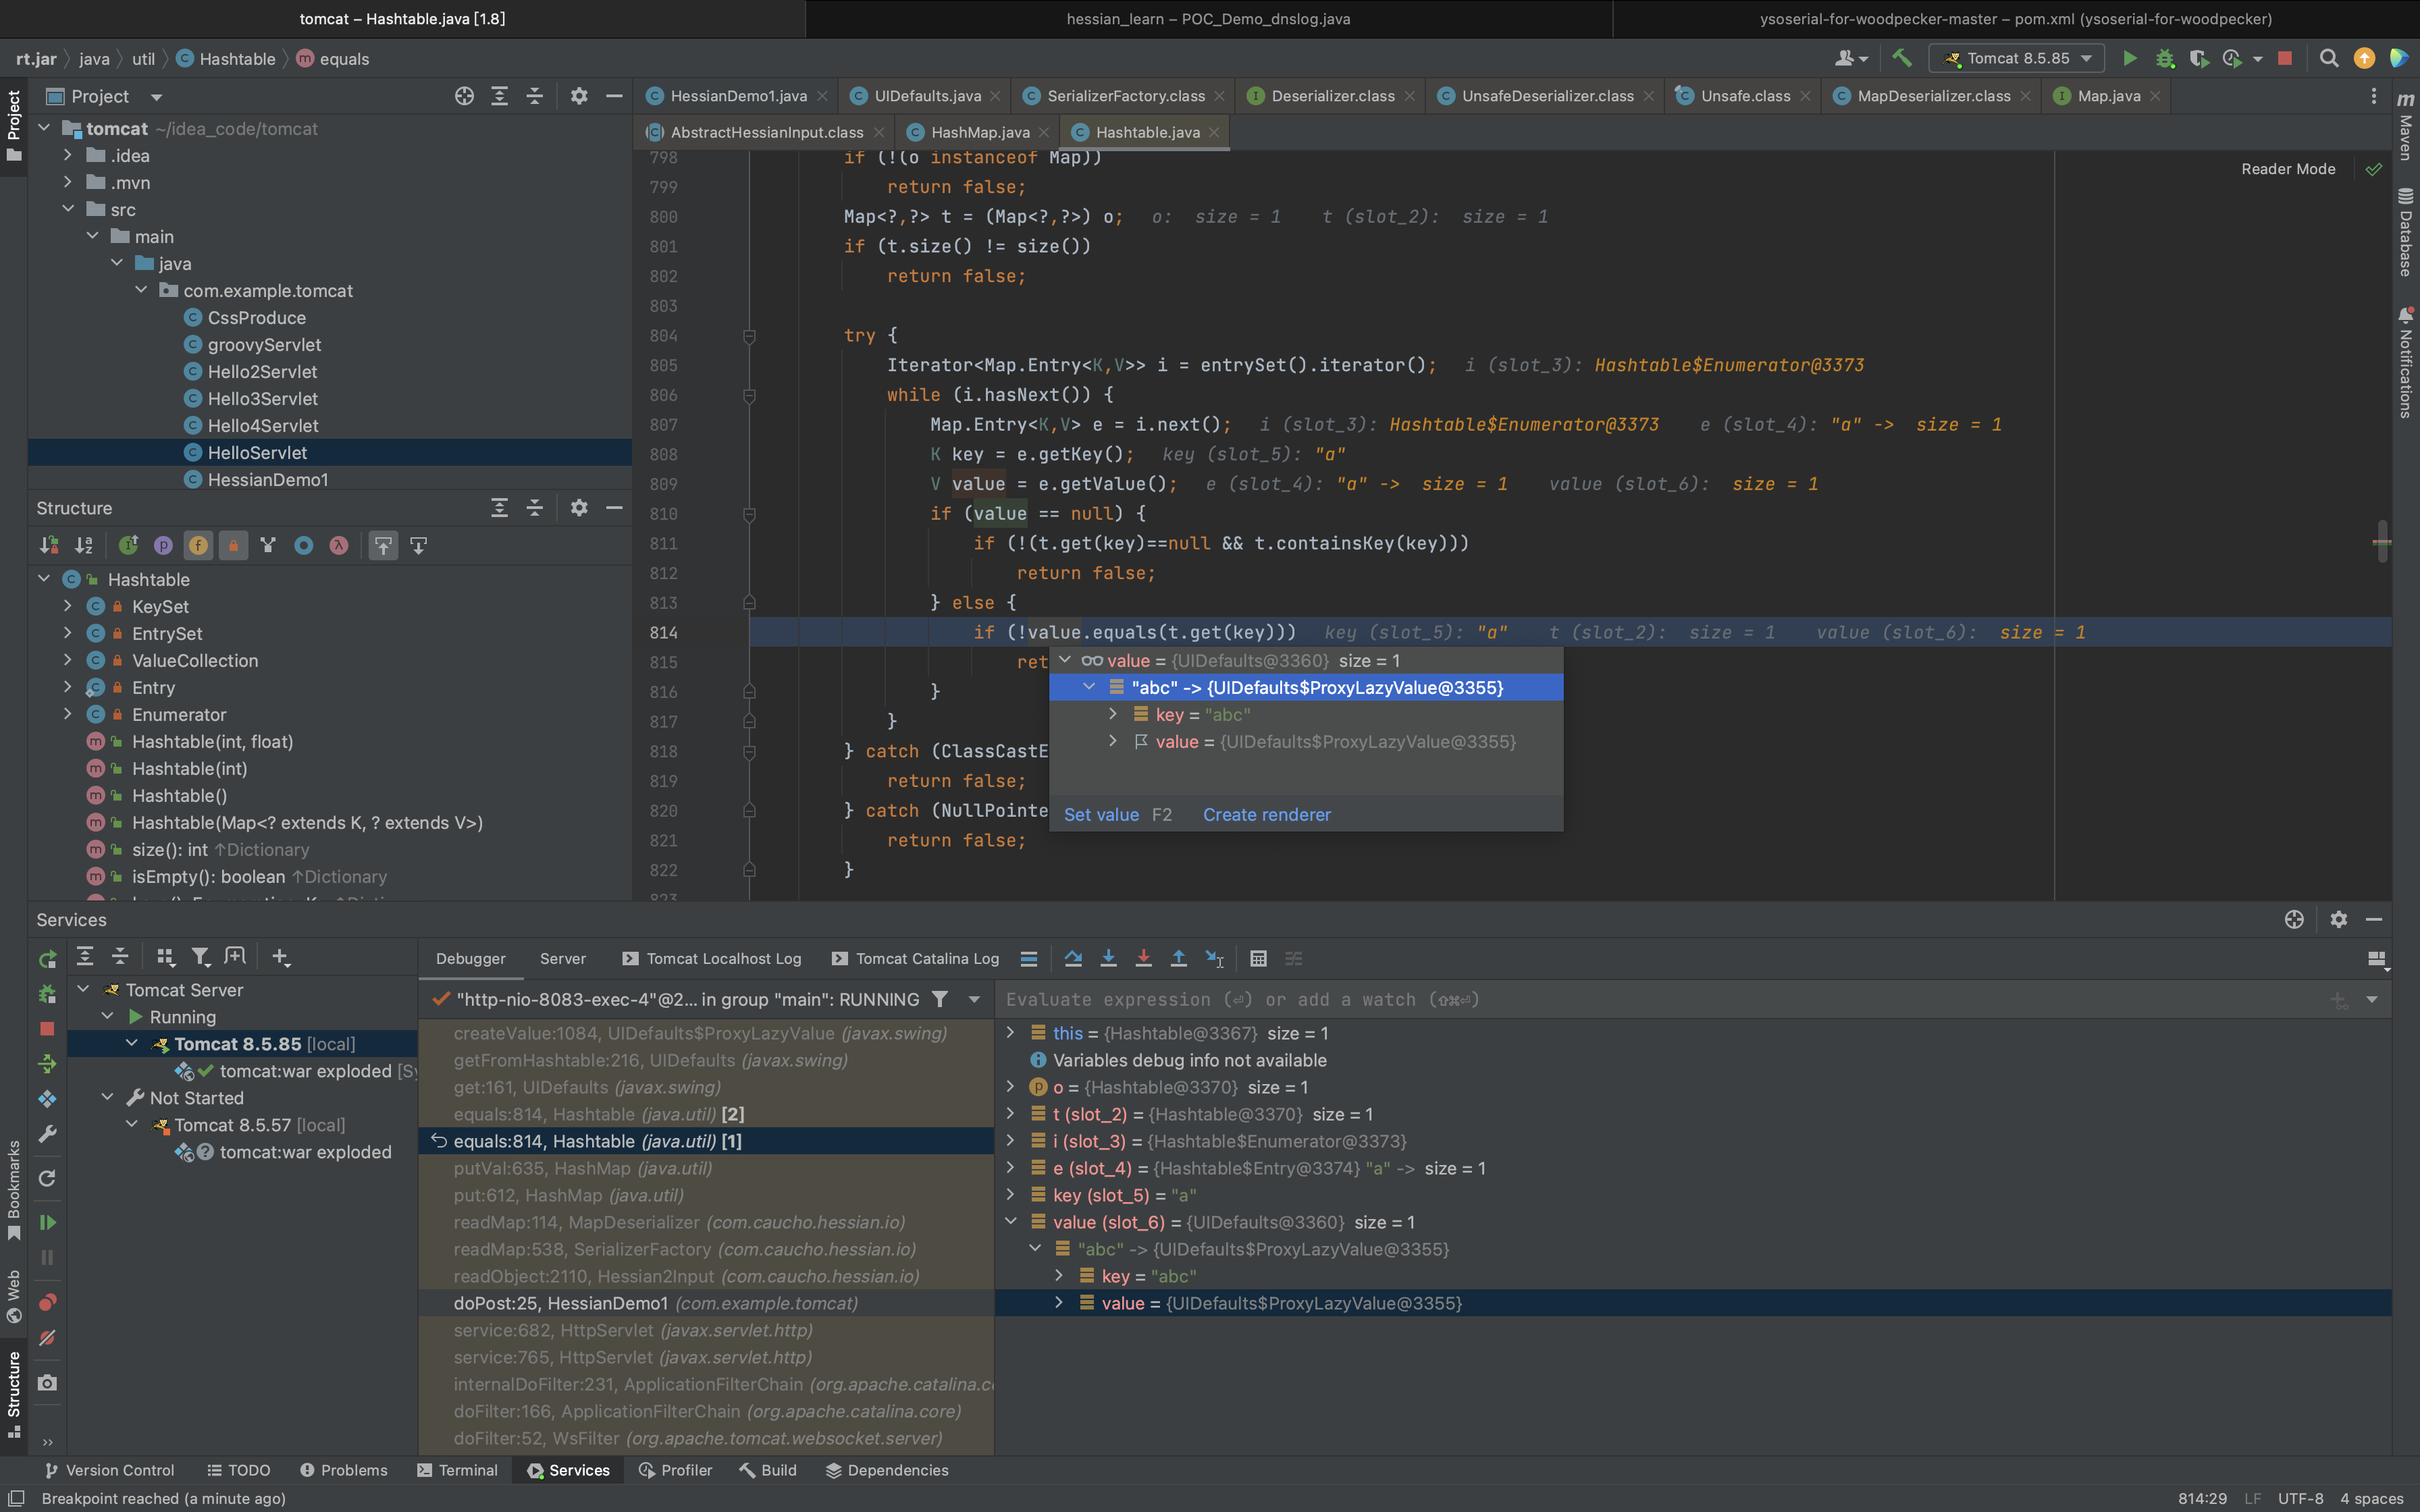 tomcat – Hashtable.java [1.8]
hessian_learn – POC_Demo_dnslog.java
ysoserial-for-woodpecker-master – pom.xml (ysoserial-for-woodpecker)
rt.jar
java
util
Hashtable
equals
Tomcat 8.5.85
Project
Project
HessianDemo1.java
UIDefaults.java
SerializerFactory.class
Deserializer.class
UnsafeDeserializer.class
Unsafe.class
MapDeserializer.class
Map.java
AbstractHessianInput.class
HashMap.java
Hashtable.java
Maven
Database
Notifications
tomcat ~/idea_code/tomcat
.idea
.mvn
src
main
java
com.example.tomcat
CssProduce
groovyServlet
Hello2Servlet
Hello3Servlet
Hello4Servlet
HelloServlet
HessianDemo1
Structure
Hashtable
KeySet
EntrySet
ValueCollection
Entry
Enumerator
Hashtable(int, float)
Hashtable(int)
Hashtable()
Hashtable(Map<? extends K, ? extends V>)
size(): int ↑Dictionary
isEmpty(): boolean ↑Dictionary
Reader Mode
798 if (!(o instanceof Map))
799 return false;
800 Map<?,?> t = (Map<?,?>) o; o: size = 1 t (slot_2): size = 1
801 if (t.size() != size())
802 return false;
803
804 try {
805 Iterator<Map.Entry<K,V>> i = entrySet().iterator(); i (slot_3): Hashtable$Enumerator@3373
806 while (i.hasNext()) {
807 Map.Entry<K,V> e = i.next(); i (slot_3): Hashtable$Enumerator@3373 e (slot_4): "a" -> size = 1
808 K key = e.getKey(); key (slot_5): "a"
809 V value = e.getValue(); e (slot_4): "a" -> size = 1 value (slot_6): size = 1
810 if (value == null) {
811 if (!(t.get(key)==null && t.containsKey(key)))
812 return false;
813 } else {
814 if (!value.equals(t.get(key))) key (slot_5): "a" t (slot_2): size = 1 value (slot_6): size = 1
815 ret
816 }
817 }
818 } catch (ClassCastE
819 return false;
820 } catch (NullPointe
821 return false;
822 }
823
value = {UIDefaults@3360} size = 1
"abc" -> {UIDefaults$ProxyLazyValue@3355}
key = "abc"
value = {UIDefaults$ProxyLazyValue@3355}
Set value F2 Create renderer
Services
Debugger
Server
Tomcat Localhost Log
Tomcat Catalina Log
Tomcat Server
Running
Tomcat 8.5.85 [local]
tomcat:war exploded [Sy
Not Started
Tomcat 8.5.57 [local]
tomcat:war exploded
"http-nio-8083-exec-4"@2... in group "main": RUNNING
createValue:1084, UIDefaults$ProxyLazyValue (javax.swing)
getFromHashtable:216, UIDefaults (javax.swing)
get:161, UIDefaults (javax.swing)
equals:814, Hashtable (java.util) [2]
equals:814, Hashtable (java.util) [1]
putVal:635, HashMap (java.util)
put:612, HashMap (java.util)
readMap:114, MapDeserializer (com.caucho.hessian.io)
readMap:538, SerializerFactory (com.caucho.hessian.io)
readObject:2110, Hessian2Input (com.caucho.hessian.io)
doPost:25, HessianDemo1 (com.example.tomcat)
service:682, HttpServlet (javax.servlet.http)
service:765, HttpServlet (javax.servlet.http)
internalDoFilter:231, ApplicationFilterChain (org.apache.catalina.c
doFilter:166, ApplicationFilterChain (org.apache.catalina.core)
doFilter:52, WsFilter (org.apache.tomcat.websocket.server)
Evaluate expression (⏎) or add a watch (⇧⌘⏎)
this = {Hashtable@3367} size = 1
Variables debug info not available
o = {Hashtable@3370} size = 1
t (slot_2) = {Hashtable@3370} size = 1
i (slot_3) = {Hashtable$Enumerator@3373}
e (slot_4) = {Hashtable$Entry@3374} "a" -> size = 1
key (slot_5) = "a"
value (slot_6) = {UIDefaults@3360} size = 1
"abc" -> {UIDefaults$ProxyLazyValue@3355}
key = "abc"
value = {UIDefaults$ProxyLazyValue@3355}
Bookmarks
Web
Structure
Version Control
TODO
Problems
Terminal
Services
Profiler
Build
Dependencies
Breakpoint reached (a minute ago)
814:29 LF UTF-8 4 spaces